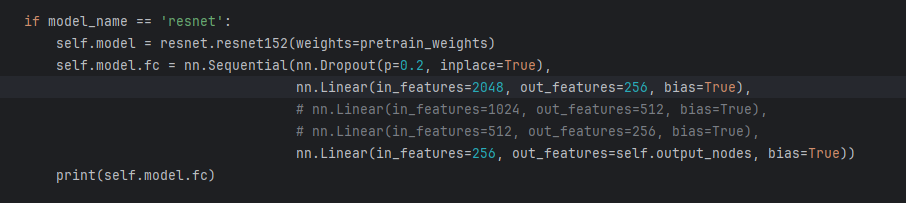 if model_name == 'resnet':
    self.model = resnet.resnet152(weights=pretrain_weights)
    self.model.fc = nn.Sequential(nn.Dropout(p=0.2, inplace=True),
                                  nn.Linear(in_features=2048, out_features=256, bias=True),
                                  # nn.Linear(in_features=1024, out_features=512, bias=True),
                                  # nn.Linear(in_features=512, out_features=256, bias=True),
                                  nn.Linear(in_features=256, out_features=self.output_nodes, bias=True))
    print(self.model.fc)